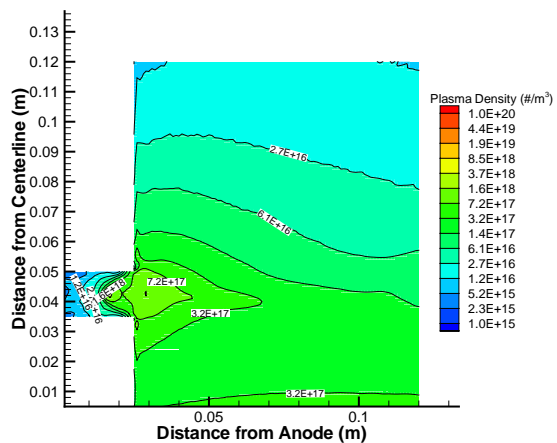 0.13
0.12
0.11
0.1
0.09
0.08
0.07
0.06
0.05
0.04
0.03
0.02
0.01
Distance from Centerline (m)
0.05
0.1
Distance from Anode (m)
2.7E+16
6.1E+16
7.2E+17
3.2E+17
3.2E+17
1.2E+16
Plasma Density (#/m³)
1.0E+20
4.4E+19
1.9E+19
8.5E+18
3.7E+18
1.6E+18
7.2E+17
3.2E+17
1.4E+17
6.1E+16
2.7E+16
1.2E+16
5.2E+15
2.3E+15
1.0E+15